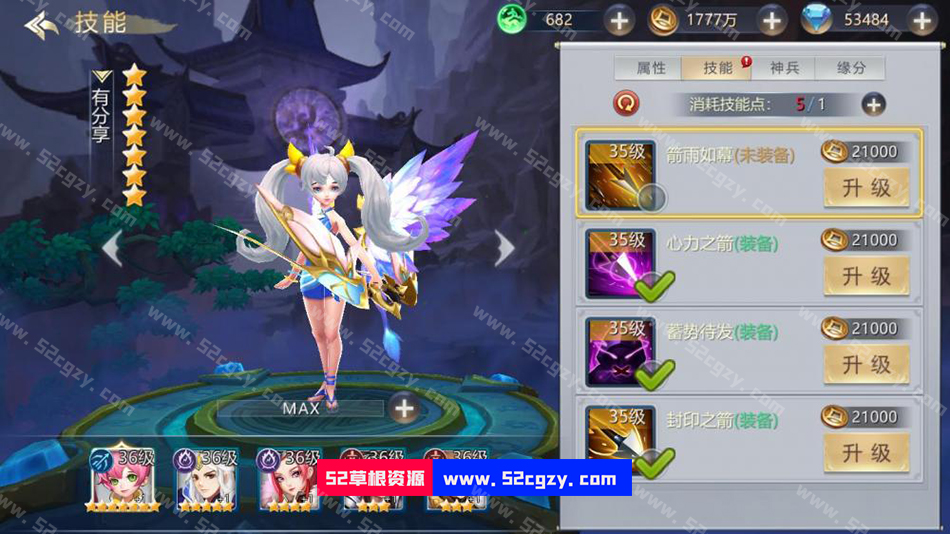 技能
682
1777万
53484
有分享
属性
技能
神兵
缘分
消耗技能点: 5/1
35级
箭雨如幕(未装备)
21000
升级
35级
心力之箭(装备)
21000
升级
35级
蓄势待发(装备)
21000
升级
35级
封印之箭(装备)
21000
升级
MAX
36级
36级
36级
36级
36级
52草根资源
www.52cgzy.com
www.52cgzy.com